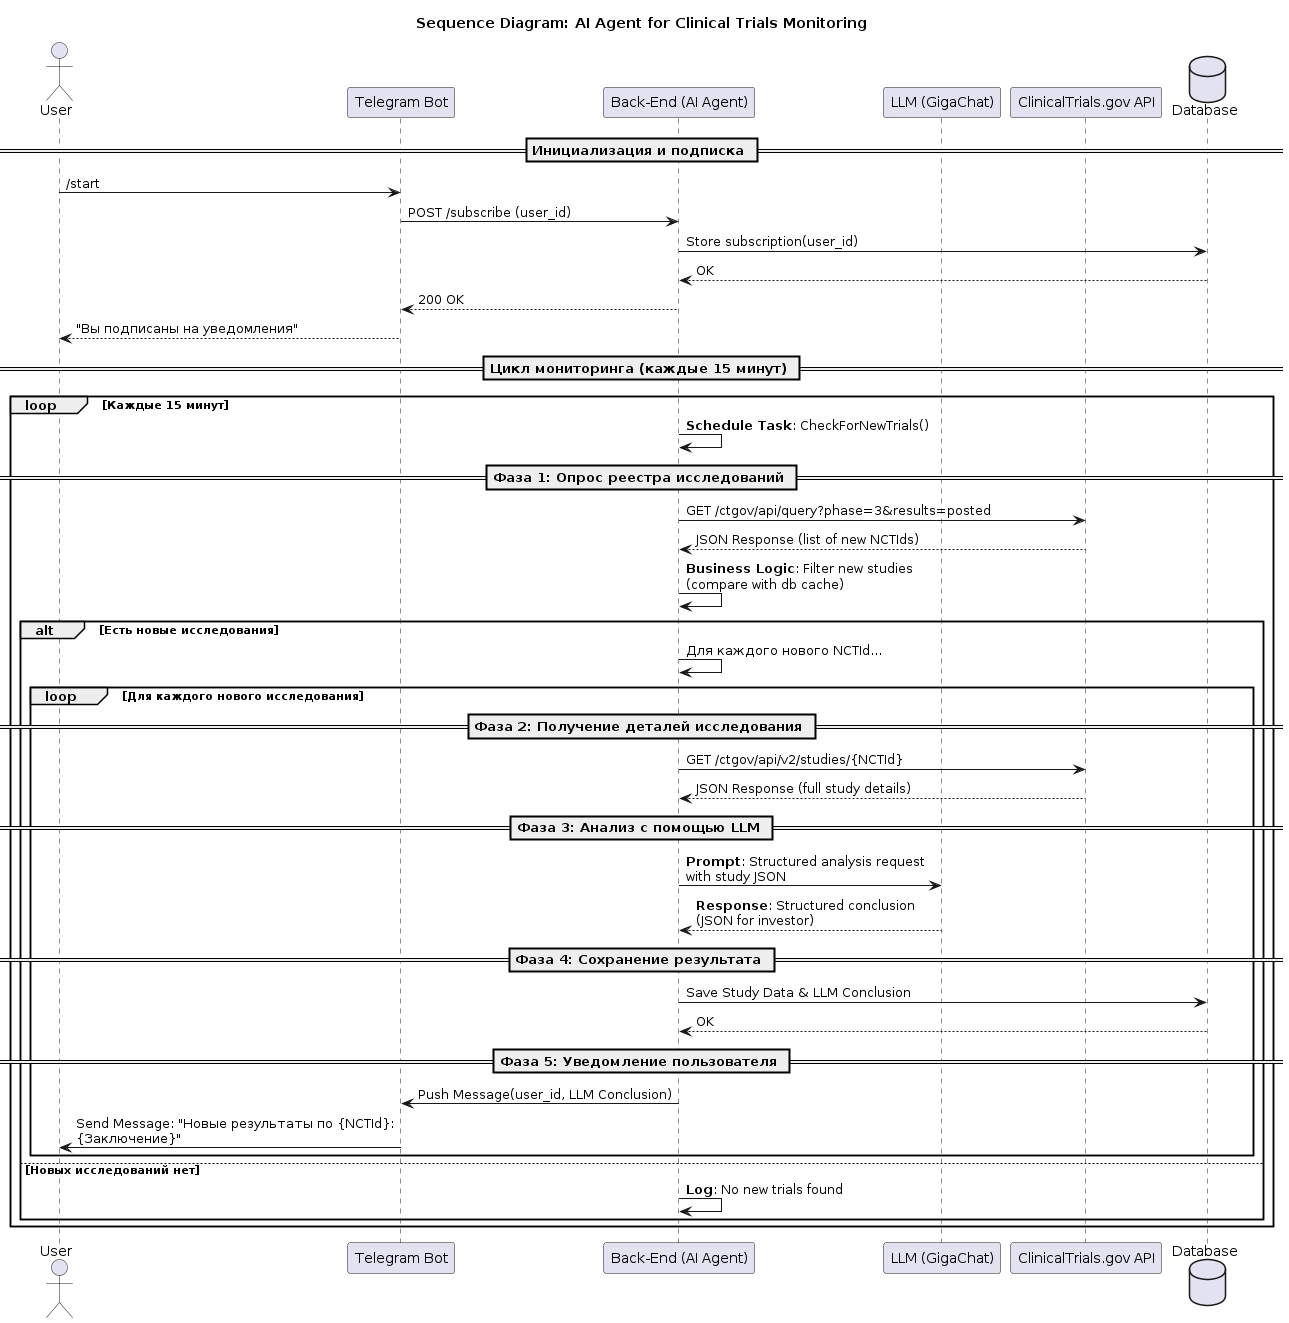 Sequence Diagram: AI Agent for Clinical Trials Monitoring
User
Telegram Bot
Back-End (AI Agent)
LLM (GigaChat)
ClinicalTrials.gov API
Database
Инициализация и подписка
/start
POST /subscribe (user_id)
Store subscription(user_id)
OK
200 OK
"Вы подписаны на уведомления"
Цикл мониторинга (каждые 15 минут)
loop [Каждые 15 минут]
Schedule Task: CheckForNewTrials()
Фаза 1: Опрос реестра исследований
GET /ctgov/api/query?phase=3&results=posted
JSON Response (list of new NCTIds)
Business Logic: Filter new studies
(compare with db cache)
alt [Есть новые исследования]
Для каждого нового NCTId...
loop [Для каждого нового исследования]
Фаза 2: Получение деталей исследования
GET /ctgov/api/v2/studies/{NCTId}
JSON Response (full study details)
Фаза 3: Анализ с помощью LLM
Prompt: Structured analysis request
with study JSON
Response: Structured conclusion
(JSON for investor)
Фаза 4: Сохранение результата
Save Study Data & LLM Conclusion
OK
Фаза 5: Уведомление пользователя
Push Message(user_id, LLM Conclusion)
Send Message: "Новые результаты по {NCTId}:
{Заключение}"
[Новых исследований нет]
Log: No new trials found
User
Telegram Bot
Back-End (AI Agent)
LLM (GigaChat)
ClinicalTrials.gov API
Database